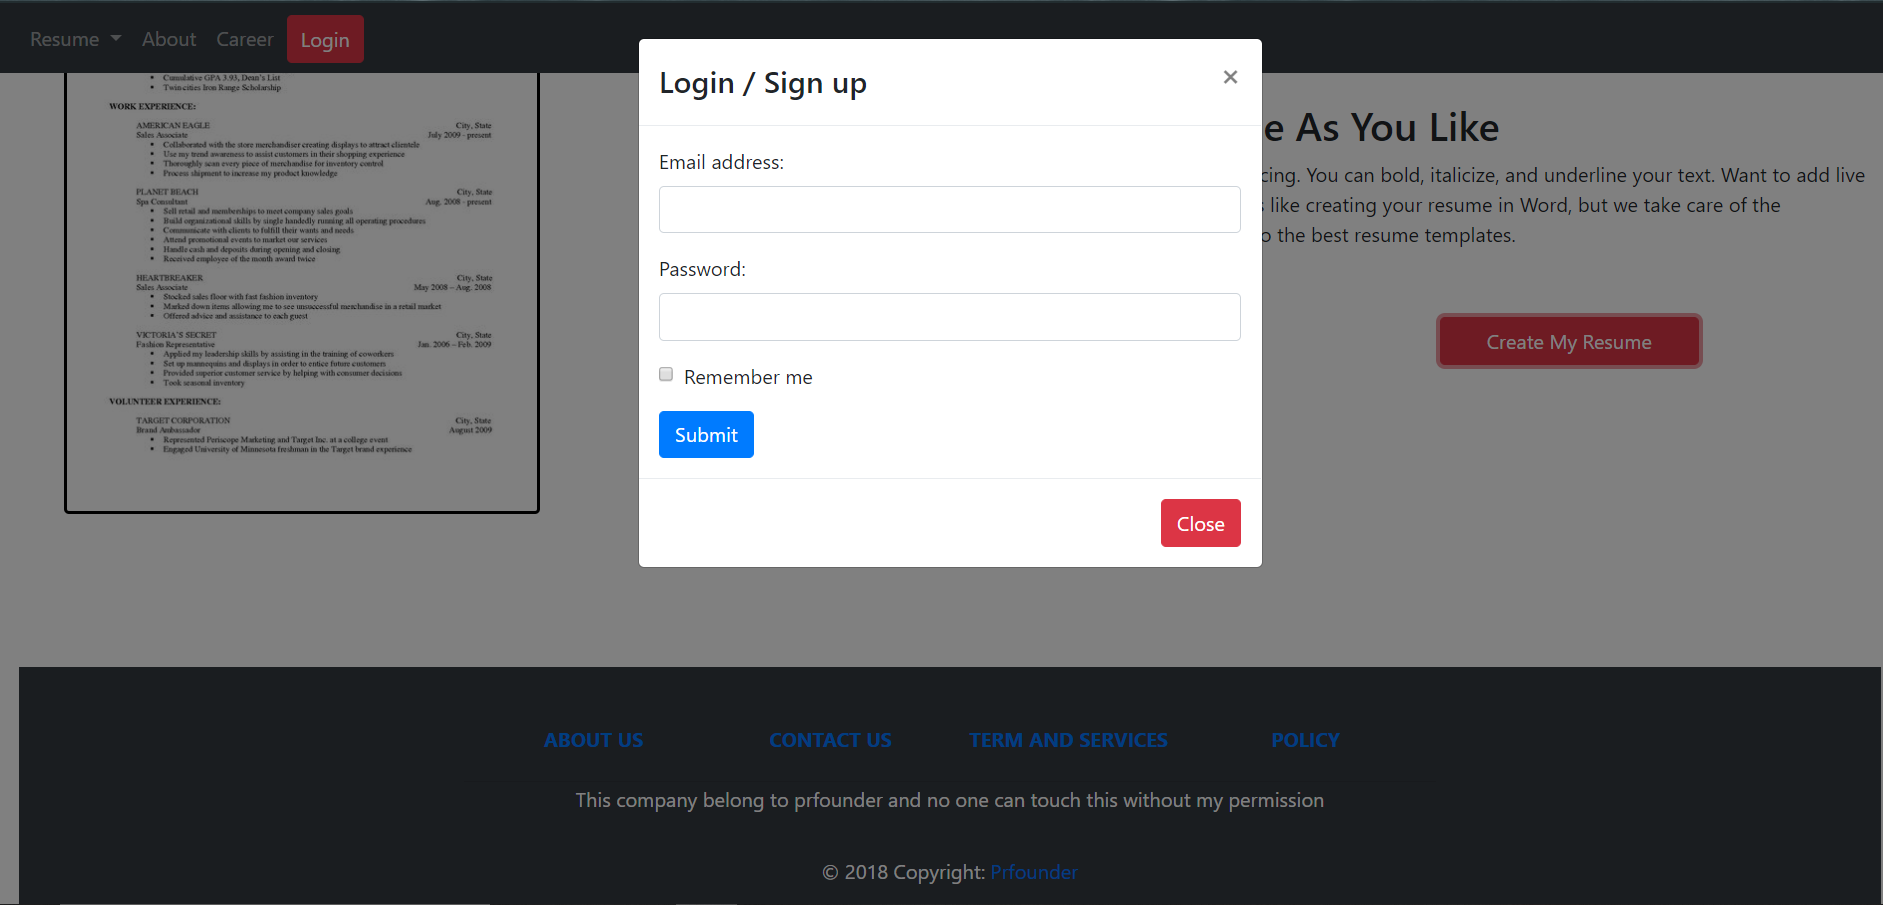 Resume About Career Login
Cumulative GPA 3.93, Dean's List
Twin cities Iron Range Scholarship
WORK EXPERIENCE:
AMERICAN EAGLE City, State
Sales Associate July 2009 - present
Collaborated with the store merchandiser creating displays to attract clientele
Use my trend awareness to assist customers in their shopping experience
Thoroughly scan every piece of merchandise for inventory control
Process shipment to increase my product knowledge
PLANET BEACH City, State
Spa Consultant Aug. 2008 - present
Sell retail and memberships to meet company sales goals
Build organizational skills by single handedly running all operating procedures
Communicate with clients to fulfill their wants and needs
Attend promotional events to market our services
Handle cash and deposits during opening and closing
Received employee of the month award twice
HEARTBREAKER City, State
Sales Associate May 2008 – Aug. 2008
Stocked sales floor with fast fashion inventory
Marked down items allowing me to see unsuccessful merchandise in a retail market
Offered advice and assistance to each guest
VICTORIA'S SECRET City, State
Fashion Representative Jan. 2006 – Feb. 2009
Applied my leadership skills by assisting in the training of coworkers
Set up mannequins and displays in order to entice future customers
Provided superior customer service by helping with consumer decisions
Took seasonal inventory
VOLUNTEER EXPERIENCE:
TARGET CORPORATION City, State
Brand Ambassador August 2009
Represented Periscope Marketing and Target Inc. at a college event
Engaged University of Minnesota freshman in the Target brand experience
Login / Sign up ×
Email address:
Password:
Remember me
Submit
Close
e As You Like
cing. You can bold, italicize, and underline your text. Want to add live
like creating your resume in Word, but we take care of the
o the best resume templates.
Create My Resume
ABOUT US CONTACT US TERM AND SERVICES POLICY
This company belong to prfounder and no one can touch this without my permission
© 2018 Copyright: Prfounder